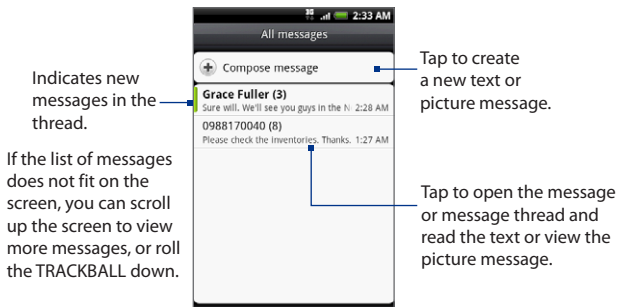 3G 2:33 AM
All messages
Compose message
Grace Fuller (3)
Sure will. We'll see you guys in the N 2:28 AM
0988170040 (8)
Please check the inventories. Thanks. 1:27 AM
Indicates new
messages in the
thread.
If the list of messages
does not fit on the
screen, you can scroll
up the screen to view
more messages, or roll
the TRACKBALL down.
Tap to create
a new text or
picture message.
Tap to open the message
or message thread and
read the text or view the
picture message.